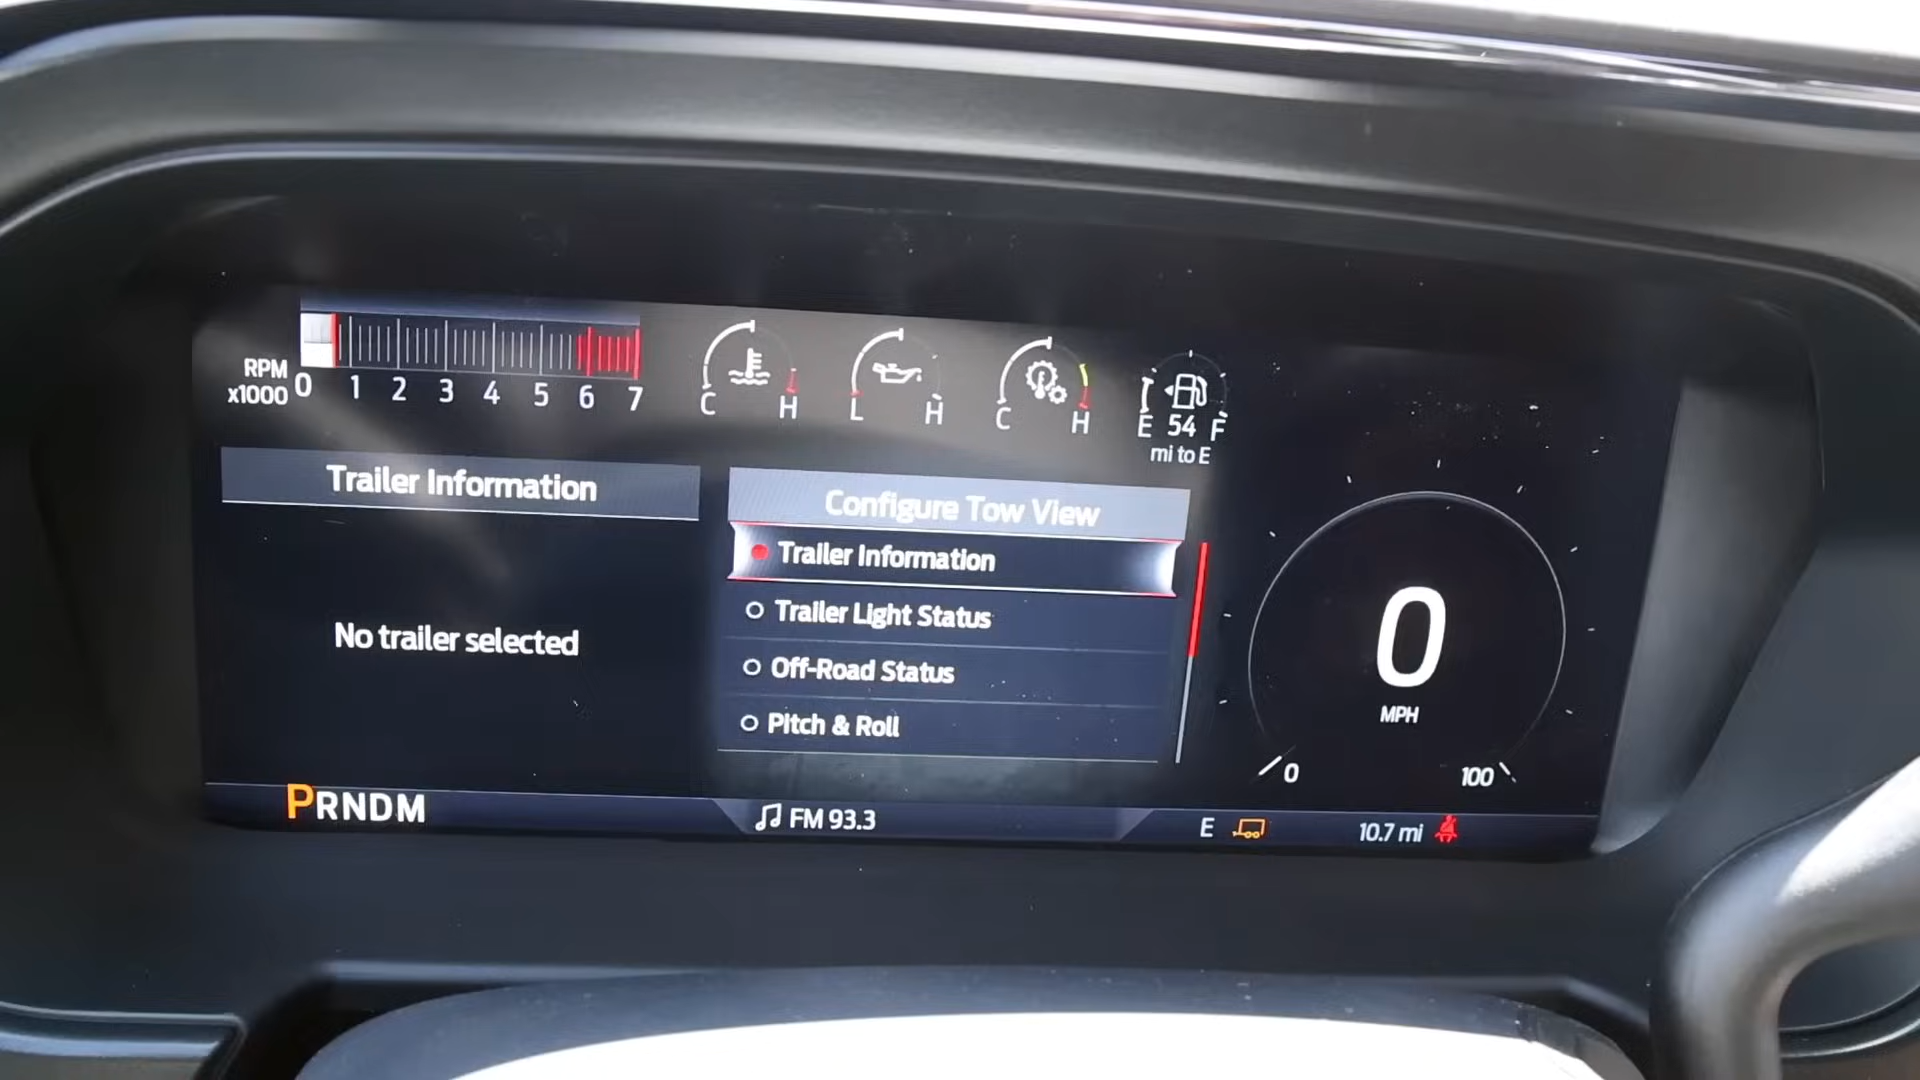 RPM
x1000
0 1 2 3 4 5 6 7
C H
L H
C H
E 54 F
mi to E
Trailer Information
No trailer selected
Configure Tow View
Trailer Information
Trailer Light Status
Off-Road Status
Pitch & Roll
0
MPH
0 100
PRNDM
FM 93.3
E
10.7 mi